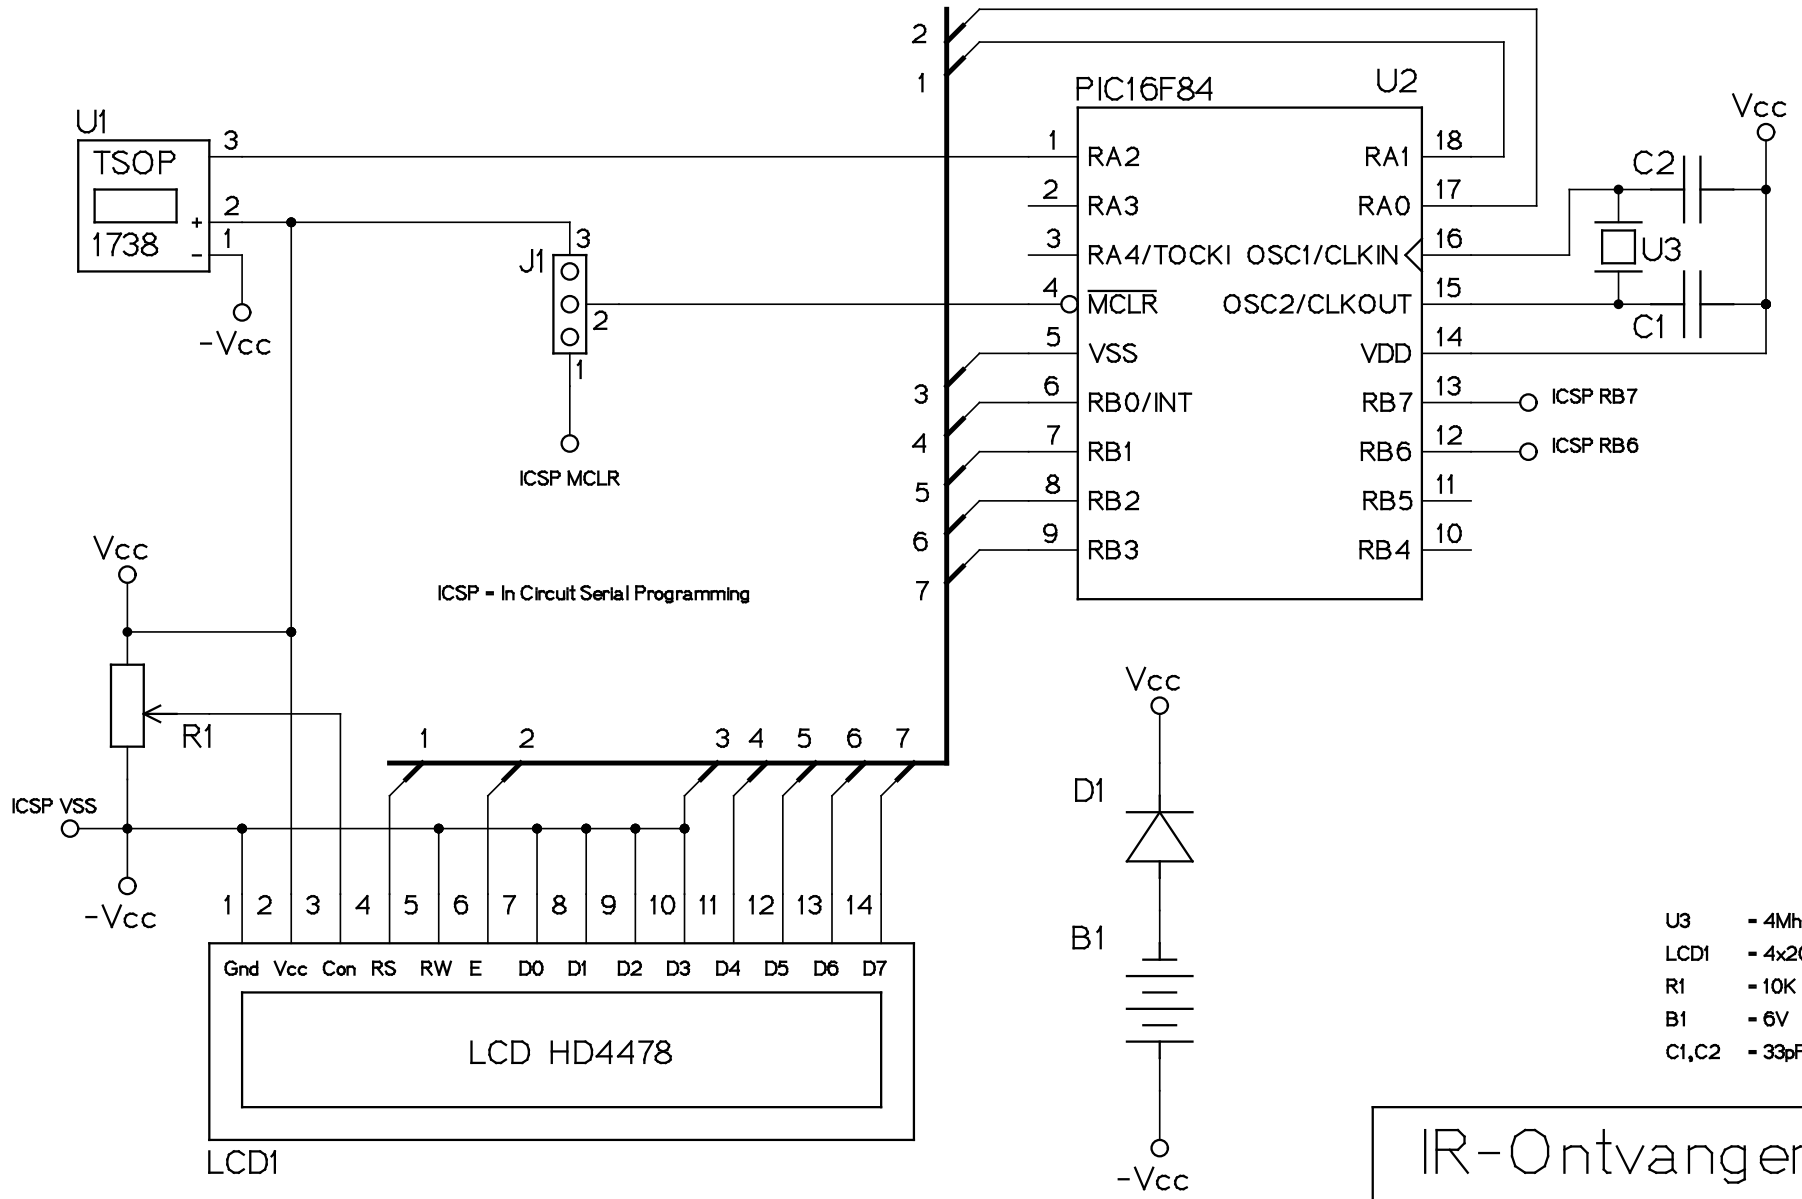 2
1
PIC16F84
U2
Vcc
U1
TSOP
1738
+
-
3
2
1
-Vcc
J1
3
2
1
ICSP MCLR
1 RA2
2 RA3
3 RA4/TOCKI
4 MCLR
5 VSS
6 RB0/INT
7 RB1
8 RB2
9 RB3
RA1 18
RA0 17
OSC1/CLKIN 16
OSC2/CLKOUT 15
VDD 14
RB7 13
RB6 12
RB5 11
RB4 10
C2
U3
C1
ICSP RB7
ICSP RB6
3
4
5
6
7
Vcc
ICSP = In Circuit Serial Programming
R1
1 2 3 4 5 6 7
ICSP VSS
-Vcc
1 2 3 4 5 6 7 8 9 10 11 12 13 14
Gnd Vcc Con RS RW E D0 D1 D2 D3 D4 D5 D6 D7
LCD HD4478
LCD1
Vcc
D1
B1
-Vcc
U3 = 4Mh
LCD1 = 4x20
R1 = 10K
B1 = 6V
C1,C2 = 33pF
IR-Ontvanger